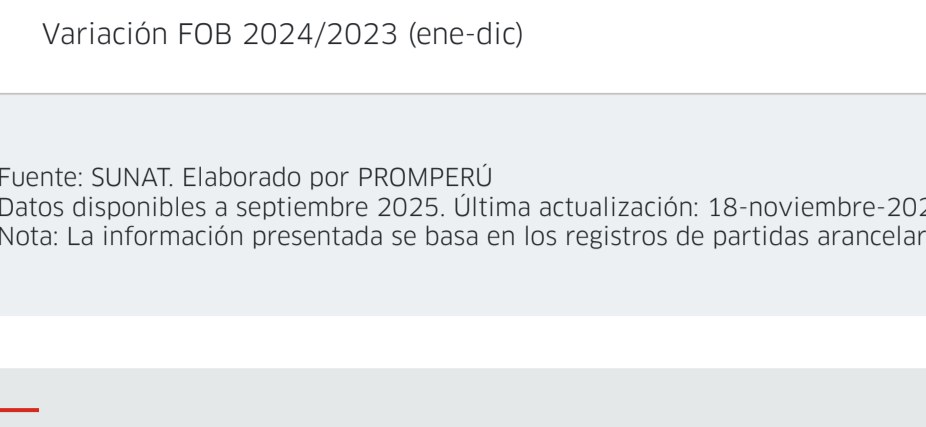 Variación FOB 2024/2023 (ene-dic)
Fuente: SUNAT. Elaborado por PROMPERÚ
Datos disponibles a septiembre 2025. Última actualización: 18-noviembre-202
Nota: La información presentada se basa en los registros de partidas arancelar